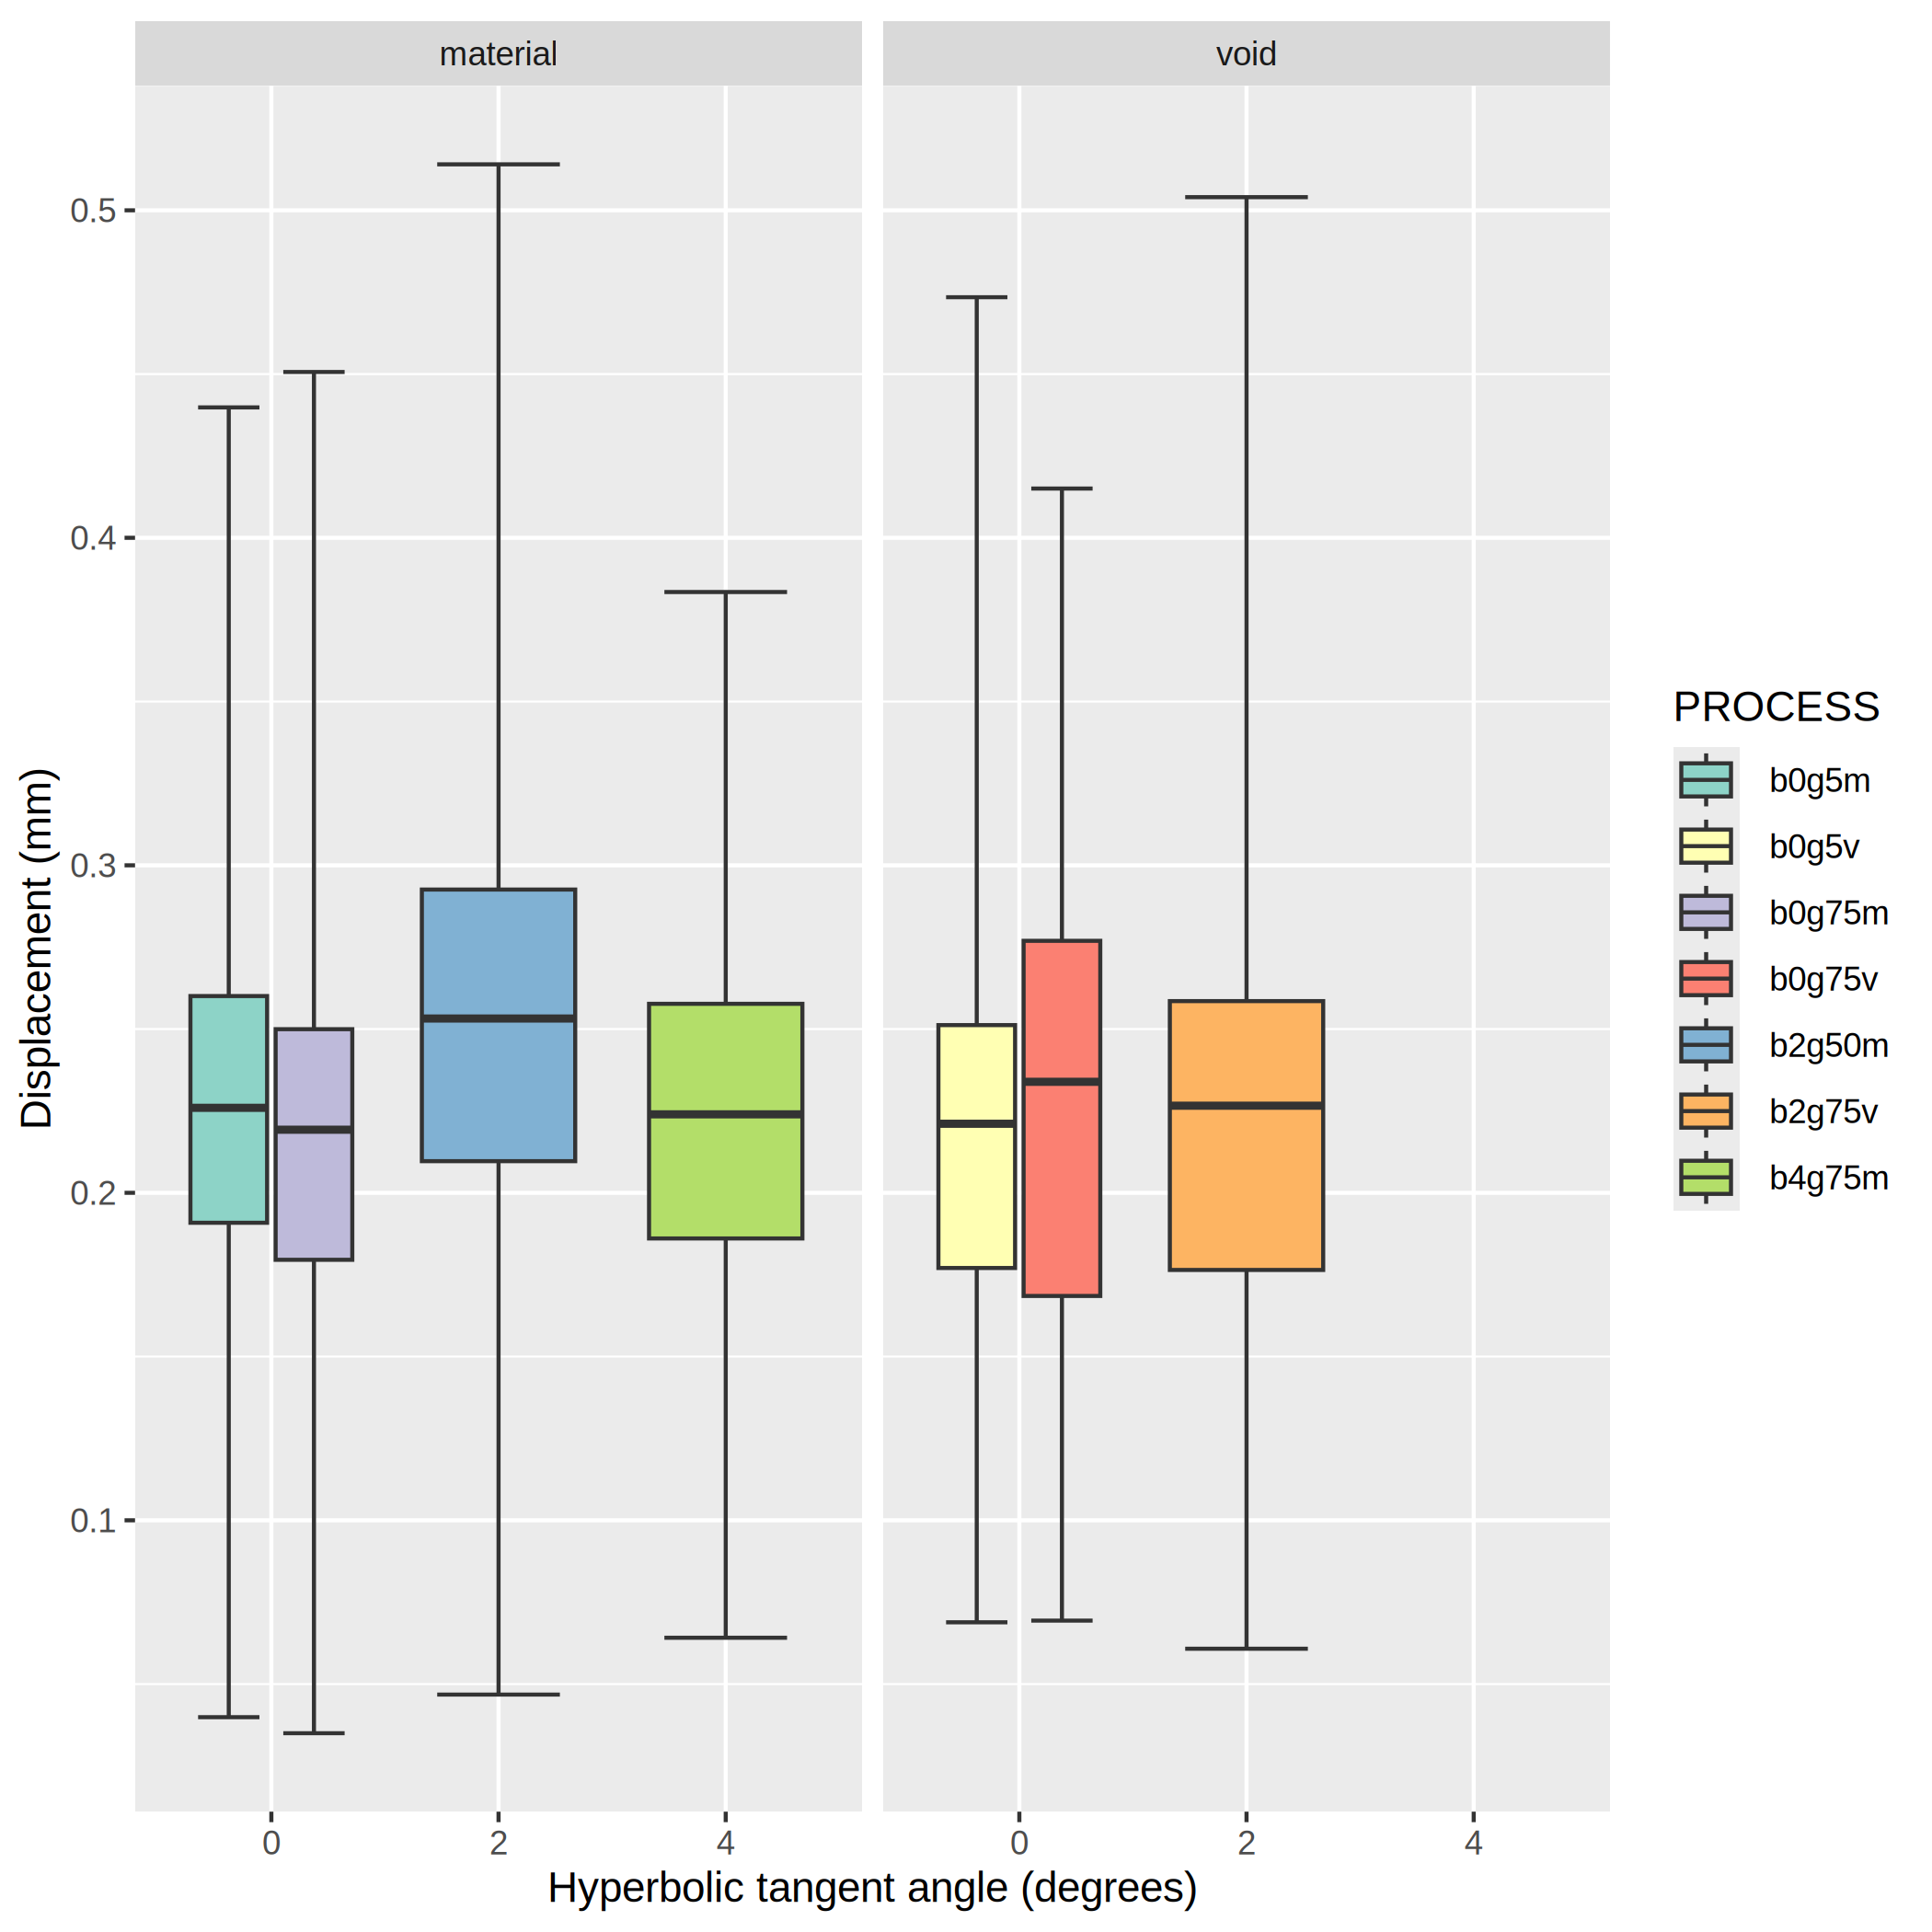 material
void
0.5
0.4
0.3
0.2
0.1
Displacement (mm)
0 2 4
0 2 4
Hyperbolic tangent angle (degrees)
PROCESS
b0g5m
b0g5v
b0g75m
b0g75v
b2g50m
b2g75v
b4g75m